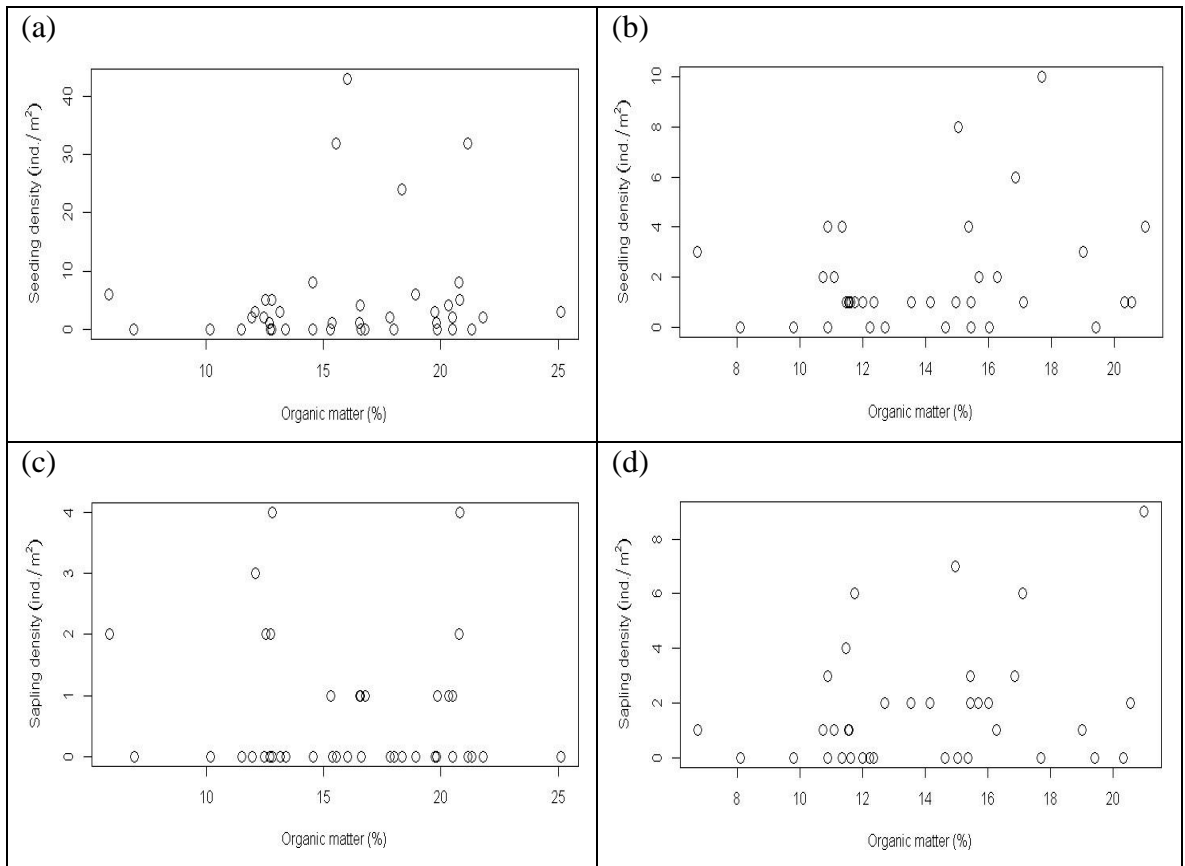 (a)
Seeding density (ind./m²)
40
30
20
10
0
10 15 20 25
Organic matter (%)
(b)
Seedling density (ind./m²)
10
8
6
4
2
0
8 10 12 14 16 18 20
Organic matter (%)
(c)
Sapling density (ind./m²)
4
3
2
1
0
10 15 20 25
Organic matter (%)
(d)
Sapling density (ind./m²)
8
6
4
2
0
8 10 12 14 16 18 20
Organic matter (%)